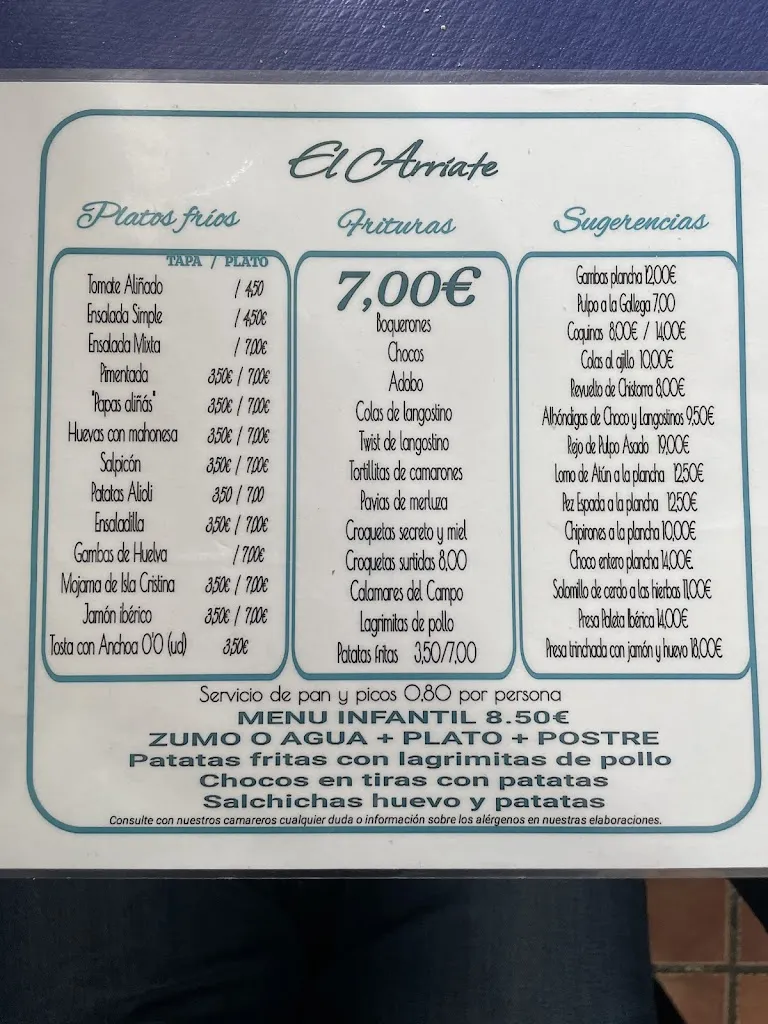 El Arriate
Platos fríos
TAPA / PLATO
Tomate Aliñado / 4,50
Ensalada Simple / 4,50€
Ensalada Mixta / 7,00€
Pimentada 3,50€ / 7,00€
"Papas aliñás" 3,50€ / 7,00€
Huevas con mahonesa 3,50€ / 7,00€
Salpicón 3,50€ / 7,00€
Patatas Alioli 3,50 / 7,00
Ensaladilla 3,50€ / 7,00€
Gambas de Huelva / 7,00€
Mojama de Isla Cristina 3,50€ / 7,00€
Jamón ibérico 3,50€ / 7,00€
Tosta con Anchoa O'O (ud) 3,50€
Frituras
7,00€
Boquerones
Chocos
Adobo
Colas de langostino
Twist de langostino
Tortillitas de camarones
Pavias de merluza
Croquetas secreto y miel
Croquetas surtidas 8,00
Calamares del Campo
Lagrimitas de pollo
Patatas fritas 3,50/7,00
Sugerencias
Gambas plancha 12,00€
Pulpo a la Gallega 7,00
Coquinas 8,00€ / 14,00€
Colas al ajillo 10,00€
Revuelto de Chistorra 8,00€
Albóndigas de Choco y Langostinos 9,50€
Rejo de Pulpo Asado 19,00€
Lomo de Atún a la plancha 12,50€
Pez Espada a la plancha 12,50€
Chipirones a la plancha 10,00€
Choco entero plancha 14,00€
Solomillo de cerdo a las hierbas 11,00€
Presa Paleta Ibérica 14,00€
Presa trinchada con jamón y huevo 18,00€
Servicio de pan y picos 0,80 por persona
MENU INFANTIL 8.50€
ZUMO O AGUA + PLATO + POSTRE
Patatas fritas con lagrimitas de pollo
Chocos en tiras con patatas
Salchichas huevo y patatas
Consulte con nuestros camareros cualquier duda o información sobre los alérgenos en nuestras elaboraciones.